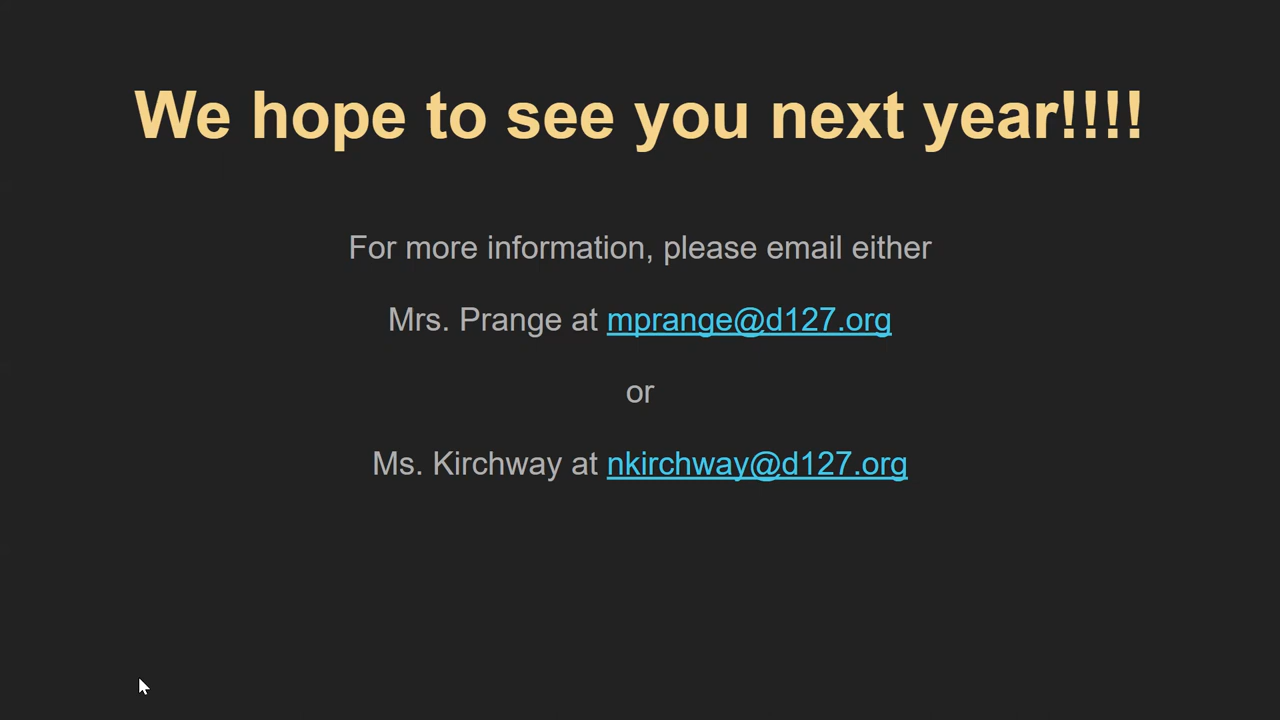 We hope to see you next year!!!!
For more information, please email either
Mrs. Prange at mprange@d127.org
or
Ms. Kirchway at nkirchway@d127.org